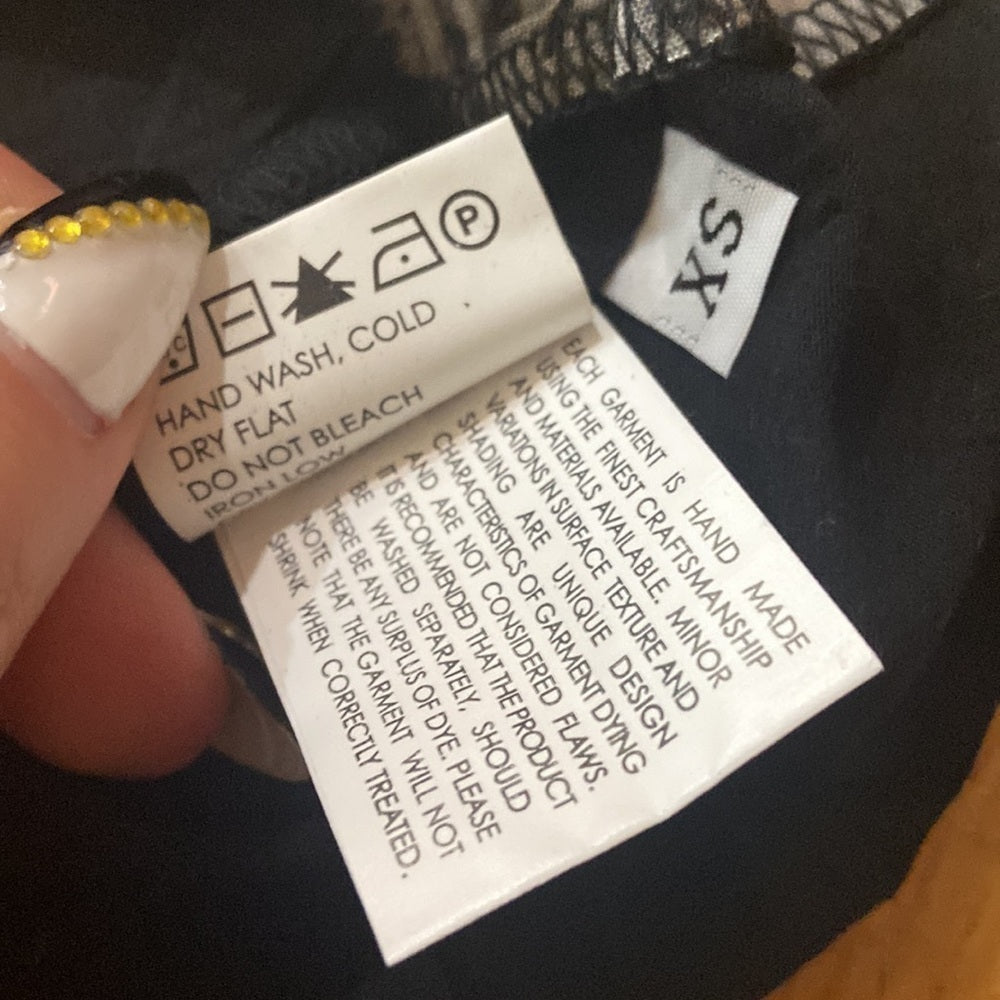 P
C
HAND WASH, COLD
DRY FLAT
DO NOT BLEACH
IRON LOW
XS
EACH GARMENT IS HAND MADE
USING THE FINEST CRAFTSMANSHIP
AND MATERIALS AVAILABLE. MINOR
VARIATIONS IN SURFACE TEXTURE AND
SHADING ARE UNIQUE DESIGN
CHARACTERISTICS OF GARMENT DYING
AND ARE NOT CONSIDERED FLAWS.
IT IS RECOMMENDED THAT THE PRODUCT
BE WASHED SEPARATELY, SHOULD
THERE BE ANY SURPLUS OF DYE. PLEASE
NOTE THAT THE GARMENT WILL NOT
SHRINK WHEN CORRECTLY TREATED.